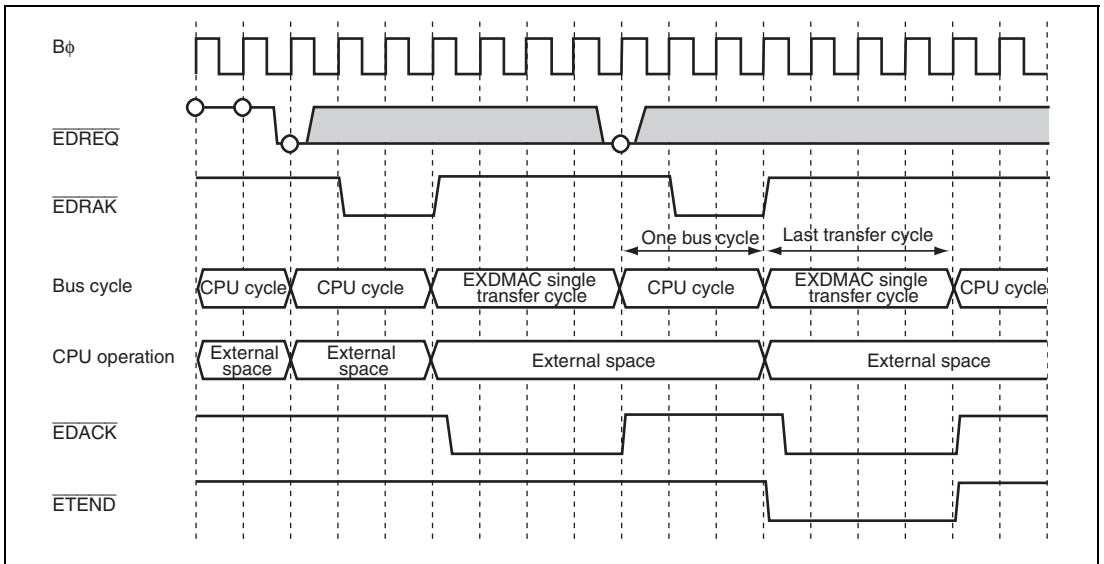 Bϕ
EDREQ
EDRAK
One bus cycle
Last transfer cycle
Bus cycle
CPU cycle
CPU cycle
EXDMAC single
transfer cycle
CPU cycle
EXDMAC single
transfer cycle
CPU cycle
CPU operation
External
space
External
space
External space
External space
EDACK
ETEND